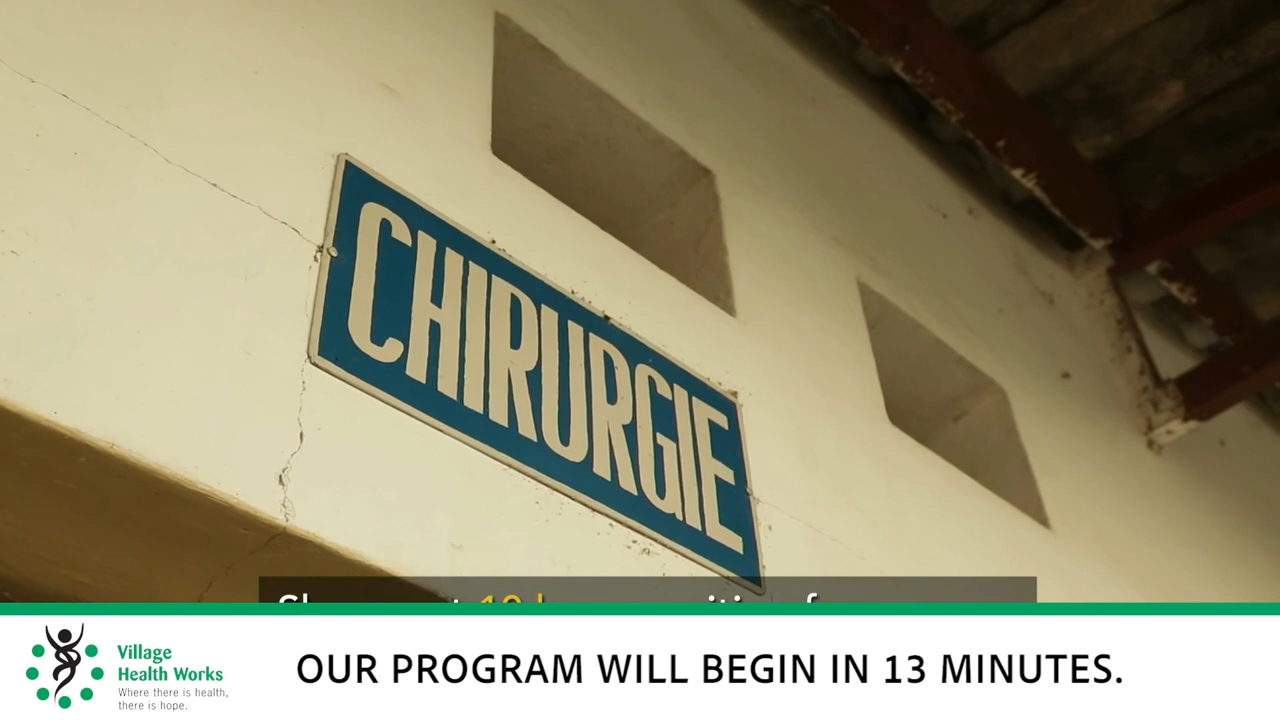 CHIRURGIE
Village
Health Works
Where there is health,
there is hope.
OUR PROGRAM WILL BEGIN IN 13 MINUTES.